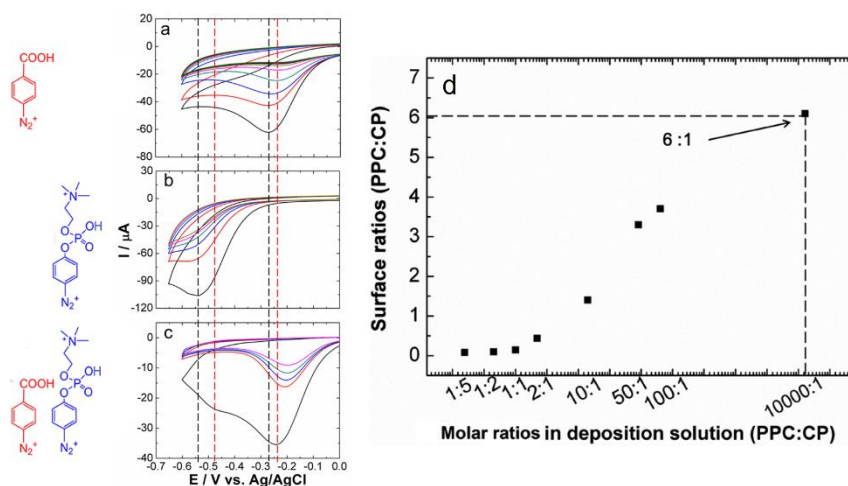 COOH
N2+
N+
O
OH
P
O
O
N2+
COOH
N2+
N+
O
OH
P
O
O
N2+
a
0
-20
-40
-60
-80
b
0
-30
-60
-90
-120
c
0
-10
-20
-30
-40
I / μA
-0.7 -0.6 -0.5 -0.4 -0.3 -0.2 -0.1 0.0
E / V vs. Ag/AgCl
d
7
6
5
4
3
2
1
0
6 :1
Surface ratios (PPC:CP)
1:5 1:2 1:1 2:1 10:1 50:1 100:1 10000:1
Molar ratios in deposition solution (PPC:CP)